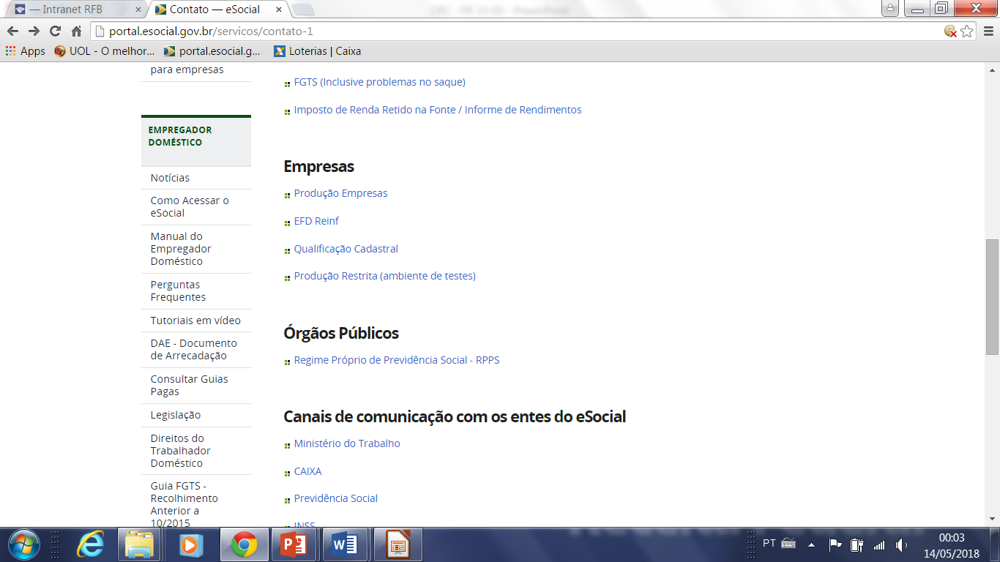 — Intranet RFB
Contato — eSocial
portal.esocial.gov.br/servicos/contato-1
Apps
UOL - O melhor...
portal.esocial.g...
Loterias | Caixa
para empresas
EMPREGADOR
DOMÉSTICO
Notícias
Como Acessar o
eSocial
Manual do
Empregador
Doméstico
Perguntas
Frequentes
Tutoriais em vídeo
DAE - Documento
de Arrecadação
Consultar Guias
Pagas
Legislação
Direitos do
Trabalhador
Doméstico
Guia FGTS -
Recolhimento
Anterior a
10/2015
FGTS (Inclusive problemas no saque)
Imposto de Renda Retido na Fonte / Informe de Rendimentos
Empresas
Produção Empresas
EFD Reinf
Qualificação Cadastral
Produção Restrita (ambiente de testes)
Órgãos Públicos
Regime Próprio de Previdência Social - RPPS
Canais de comunicação com os entes do eSocial
Ministério do Trabalho
CAIXA
Previdência Social
INSS
PT
00:03
14/05/2018